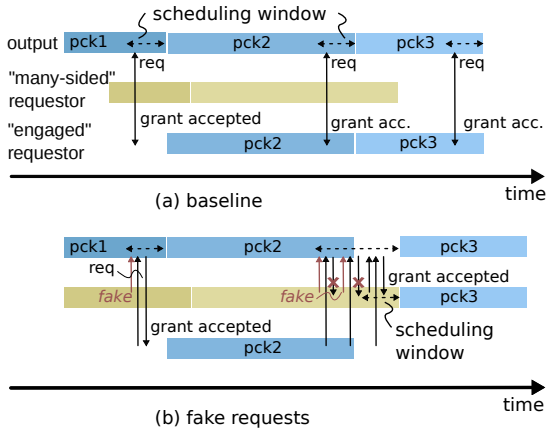 scheduling window
output
pck1
pck2
pck3
req
req
req
"many-sided"
requestor
grant accepted
grant acc.
grant acc.
"engaged"
requestor
pck2
pck3
time
(a) baseline
pck1
pck2
pck3
req
grant accepted
fake
fake
pck3
grant accepted
scheduling
window
pck2
time
(b) fake requests